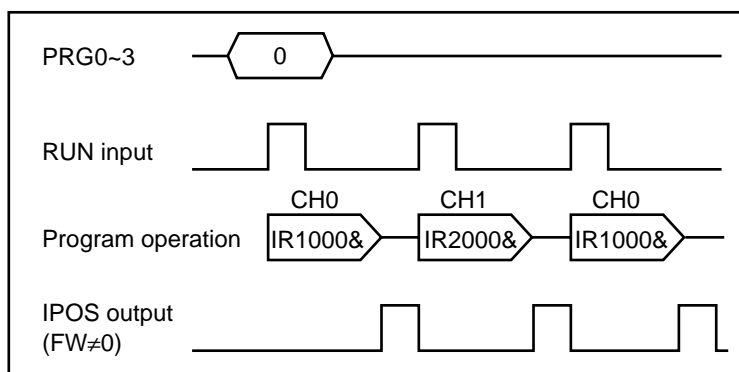 PRG0~3
0
RUN input
CH0 CH1 CH0
Program operation IR1000& IR2000& IR1000&
IPOS output
(FW≠0)